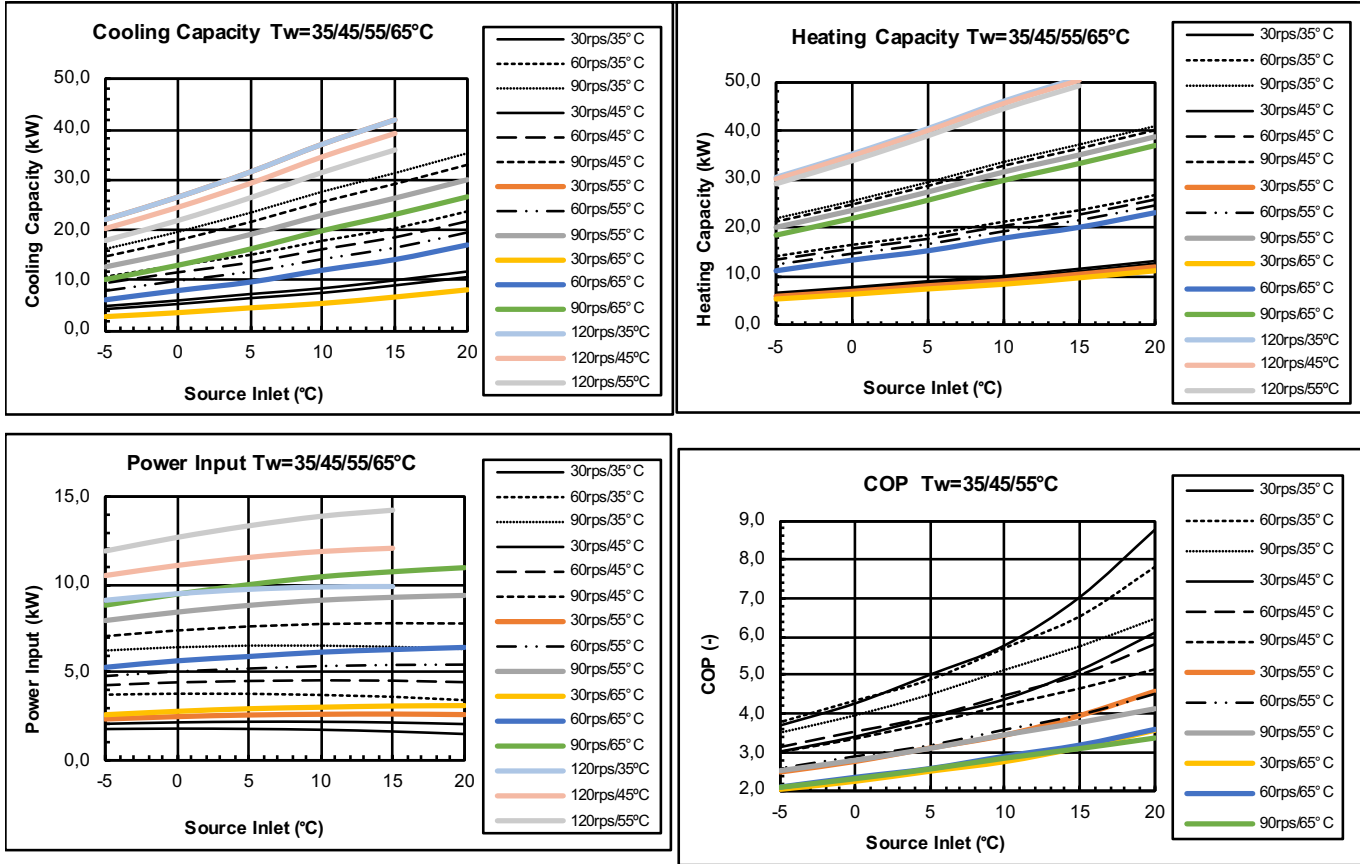 Cooling Capacity Tw=35/45/55/65°C
Cooling Capacity (kW)
50,0
40,0
30,0
20,0
10,0
0,0
-5
0
5
10
15
20
Source Inlet (°C)
30rps/35°C
60rps/35°C
90rps/35°C
30rps/45°C
60rps/45°C
90rps/45°C
30rps/55°C
60rps/55°C
90rps/55°C
30rps/65°C
60rps/65°C
90rps/65°C
120rps/35ºC
120rps/45ºC
120rps/55ºC
Heating Capacity Tw=35/45/55/65°C
Heating Capacity (kW)
50,0
40,0
30,0
20,0
10,0
0,0
-5
0
5
10
15
20
Source Inlet (°C)
30rps/35°C
60rps/35°C
90rps/35°C
30rps/45°C
60rps/45°C
90rps/45°C
30rps/55°C
60rps/55°C
90rps/55°C
30rps/65°C
60rps/65°C
90rps/65°C
120rps/35ºC
120rps/45ºC
120rps/55ºC
Power Input Tw=35/45/55/65°C
Power Input (kW)
15,0
10,0
5,0
0,0
-5
0
5
10
15
20
Source Inlet (°C)
30rps/35°C
60rps/35°C
90rps/35°C
30rps/45°C
60rps/45°C
90rps/45°C
30rps/55°C
60rps/55°C
90rps/55°C
30rps/65°C
60rps/65°C
90rps/65°C
120rps/35ºC
120rps/45ºC
120rps/55ºC
COP Tw=35/45/55°C
COP (-)
9,0
8,0
7,0
6,0
5,0
4,0
3,0
2,0
-5
0
5
10
15
20
Source Inlet (°C)
30rps/35°C
60rps/35°C
90rps/35°C
30rps/45°C
60rps/45°C
90rps/45°C
30rps/55°C
60rps/55°C
90rps/55°C
30rps/65°C
60rps/65°C
90rps/65°C